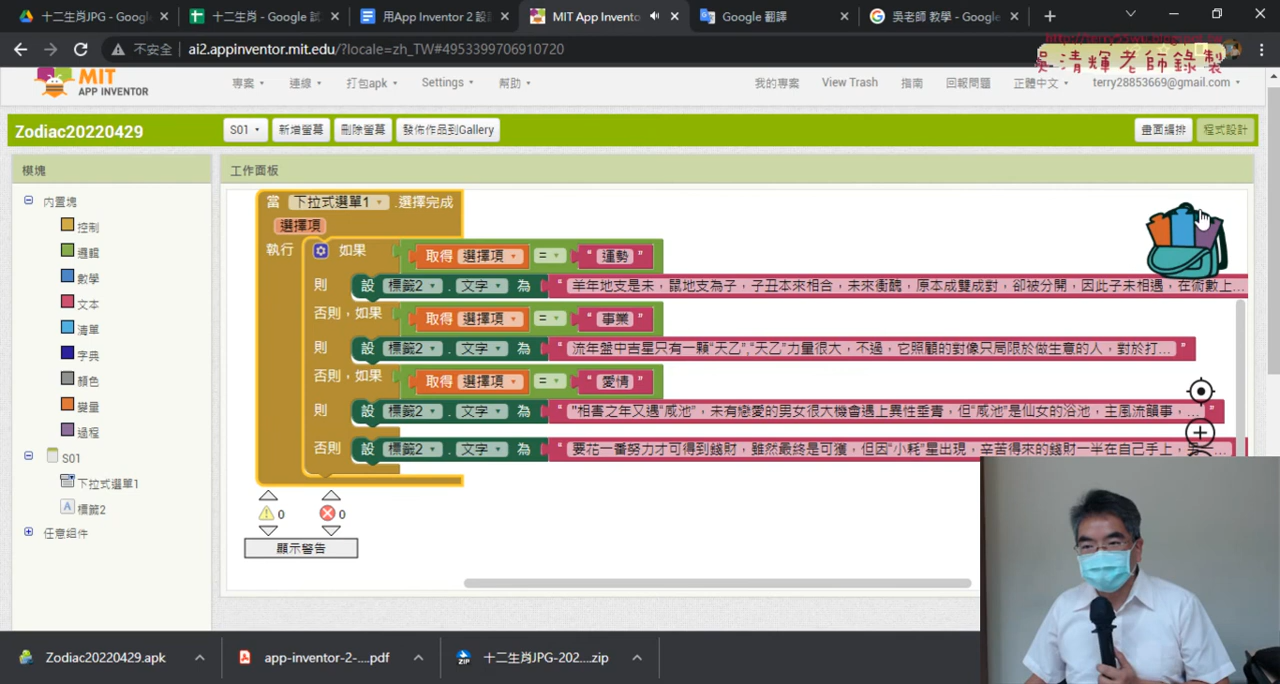 十二生肖JPG - Googl
十二生肖 - Google 試
用App Inventor 2 設
MIT App Invento
Google 翻譯
吳老師 教學 - Google
不安全
ai2.appinventor.mit.edu/?locale=zh_TW#4953399706910720
吳清輝老師錄製
MIT
APP INVENTOR
專案
連線
打包apk
Settings
幫助
我的專案
View Trash
指南
回報問題
正體中文
terry28853669@gmail.com
Zodiac20220429
S01
新增螢幕
刪除螢幕
發佈作品到Gallery
畫面編排
程式設計
模塊
工作面板
內置塊
控制
邏輯
數學
文本
清單
字典
顏色
變量
過程
S01
下拉式選單1
標籤2
任意組件
當 下拉式選單1 .選擇完成
選擇項
執行 如果 取得 選擇項 = “ 運勢 ”
則 設 標籤2 . 文字 為 “ 羊年地支是未，鼠地支為子，子丑本來相合，未來衝醜，原本成雙成對，卻被分開，因此子未相遇，在術數上...
否則，如果 取得 選擇項 = “ 事業 ”
則 設 標籤2 . 文字 為 “ 流年盤中吉星只有一顆“天乙”,“天乙”力量很大，不過，它照顧的對像只局限於做生意的人，對於打... ”
否則，如果 取得 選擇項 = “ 愛情 ”
則 設 標籤2 . 文字 為 “ "相害之年又遇“咸池”，未有戀愛的男女很大機會遇上異性垂青，但“咸池”是仙女的浴池，主風流韻事，... ”
否則 設 標籤2 . 文字 為 “ 要花一番努力才可得到錢財，雖然最終是可獲，但因“小耗”星出現，辛苦得來的錢財一半在自己手上，
0
0
顯示警告
Zodiac20220429.apk
app-inventor-2-....pdf
十二生肖JPG-202....zip